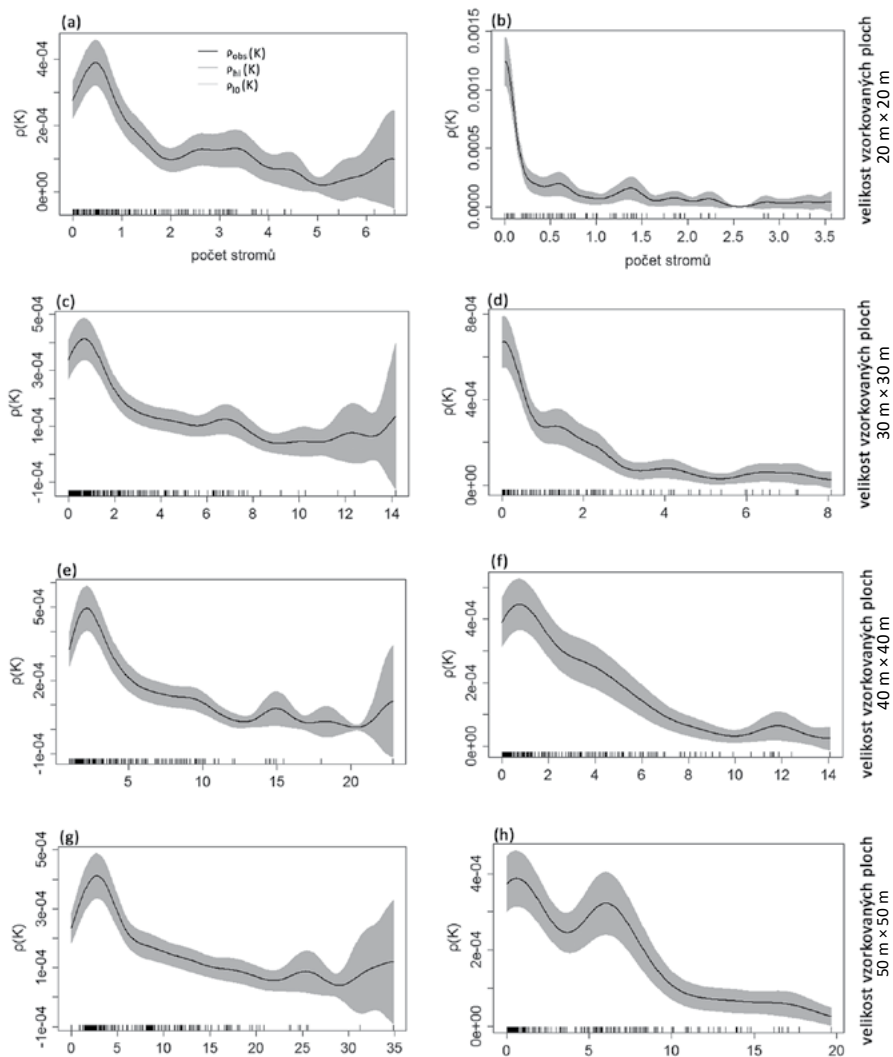 (a)
ρ(K)
0e+00 2e-04 4e-04
ρobs(K)
ρhi(K)
ρl0(K)
0 1 2 3 4 5 6
počet stromů
(b)
ρ(K)
0.0000 0.0005 0.0010 0.0015
0.0 0.5 1.0 1.5 2.0 2.5 3.0 3.5
počet stromů
velikost vzorkovaných ploch
20 m × 20 m
(c)
ρ(K)
-1e-04 1e-04 3e-04 5e-04
0 2 4 6 8 10 12 14
(d)
ρ(K)
0e+00 4e-04 8e-04
0 2 4 6 8
velikost vzorkovaných ploch
30 m × 30 m
(e)
ρ(K)
-1e-04 2e-04 5e-04
5 10 15 20
(f)
ρ(K)
0e+00 2e-04 4e-04
0 2 4 6 8 10 12 14
velikost vzorkovaných ploch
40 m × 40 m
(g)
ρ(K)
-1e-04 1e-04 3e-04 5e-04
0 5 10 15 20 25 30 35
(h)
ρ(K)
0e+00 2e-04 4e-04
0 5 10 15 20
velikost vzorkovaných ploch
50 m × 50 m